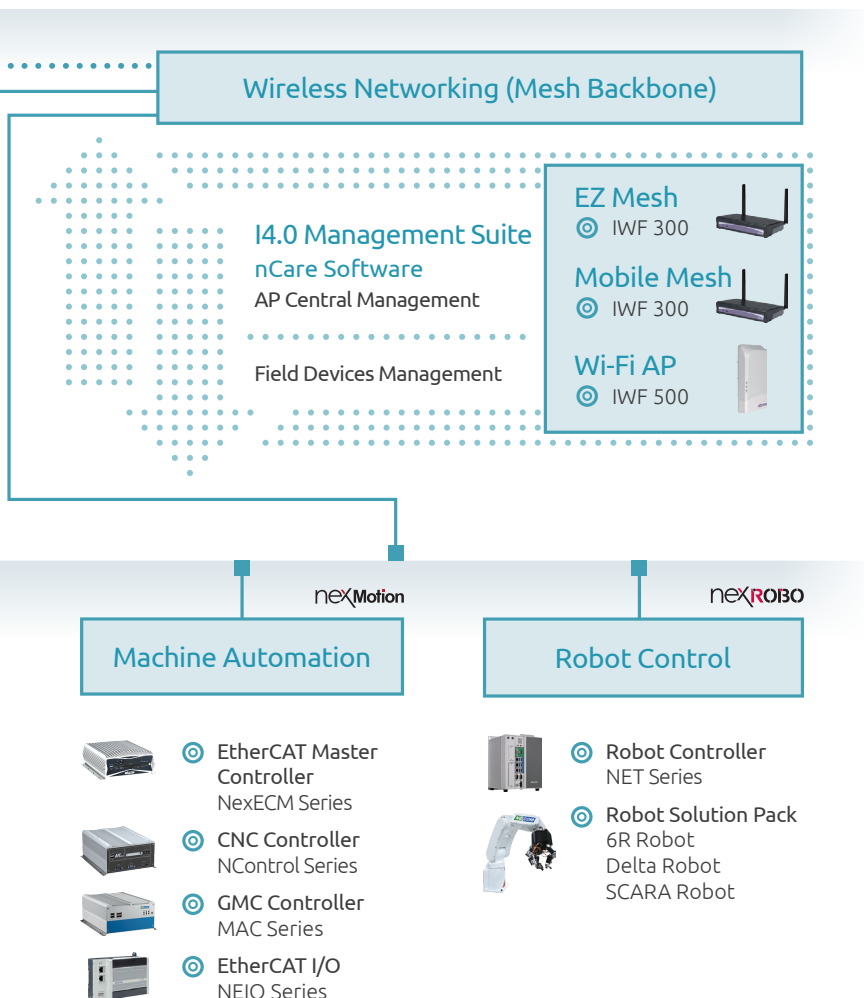 Wireless Networking (Mesh Backbone)
I4.0 Management Suite
nCare Software
AP Central Management
Field Devices Management
EZ Mesh
IWF 300
Mobile Mesh
IWF 300
Wi-Fi AP
IWF 500
nexMotion
Machine Automation
EtherCAT Master
Controller
NexECM Series
CNC Controller
NControl Series
GMC Controller
MAC Series
EtherCAT I/O
NEIO Series
nexROBO
Robot Control
Robot Controller
NET Series
Robot Solution Pack
6R Robot
Delta Robot
SCARA Robot